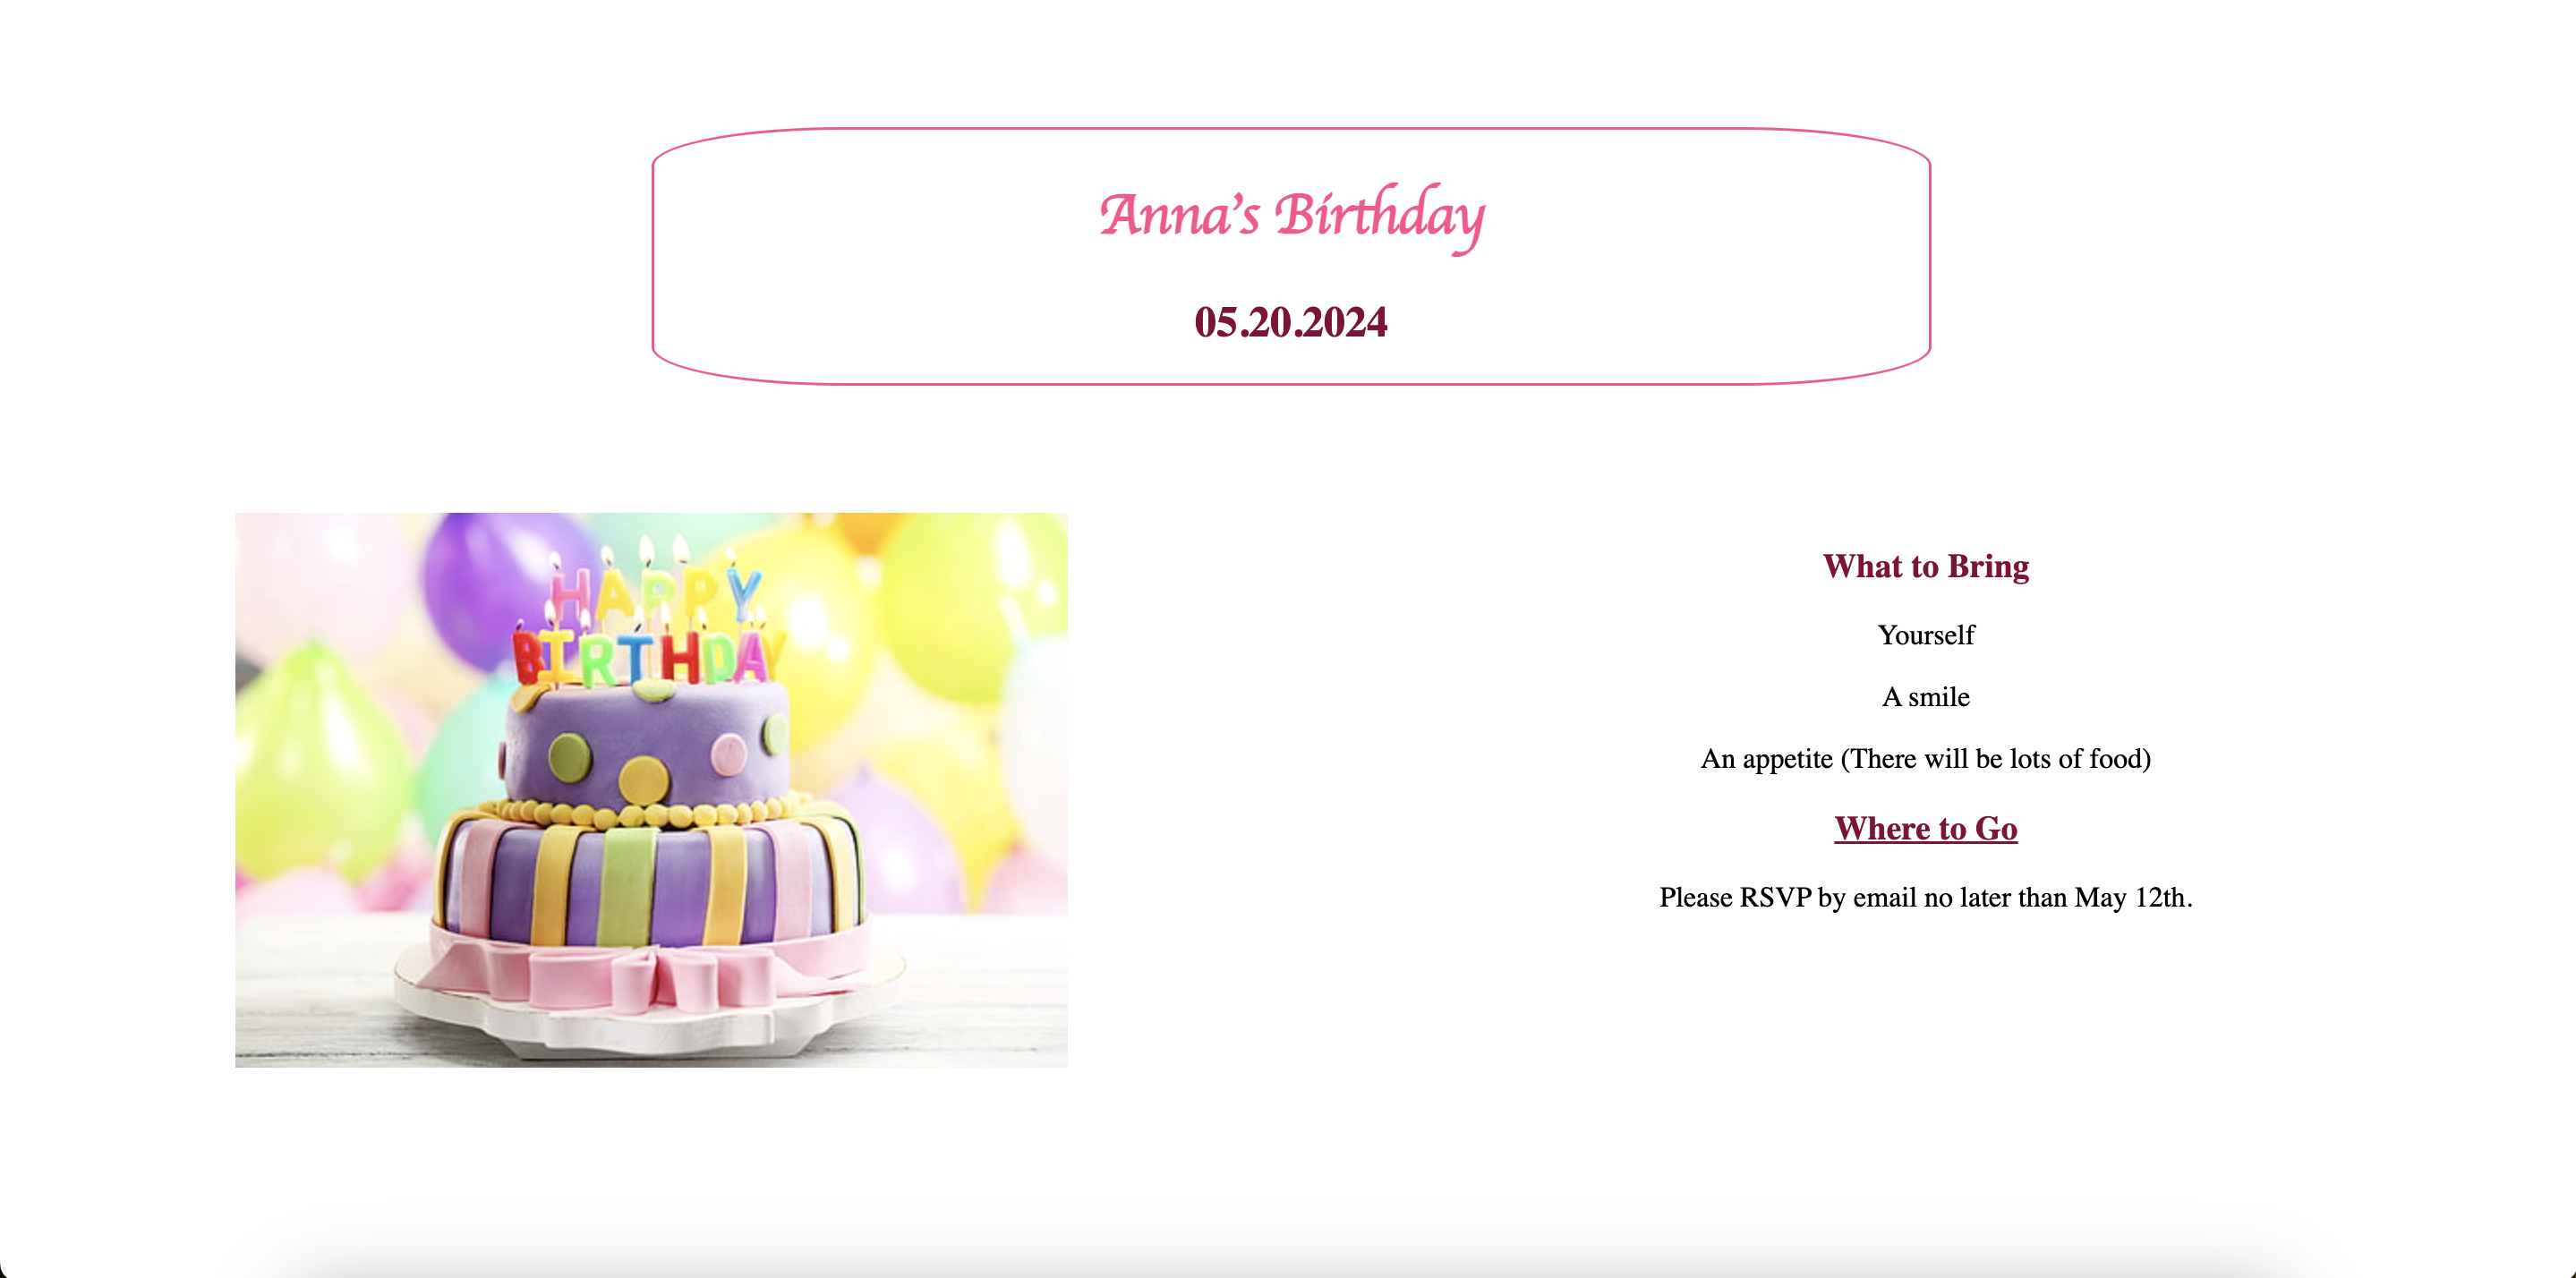 Anna's Birthday
05.20.2024
HAPPY
BIRTHDAY
What to Bring
Yourself
A smile
An appetite (There will be lots of food)
Where to Go
Please RSVP by email no later than May 12th.